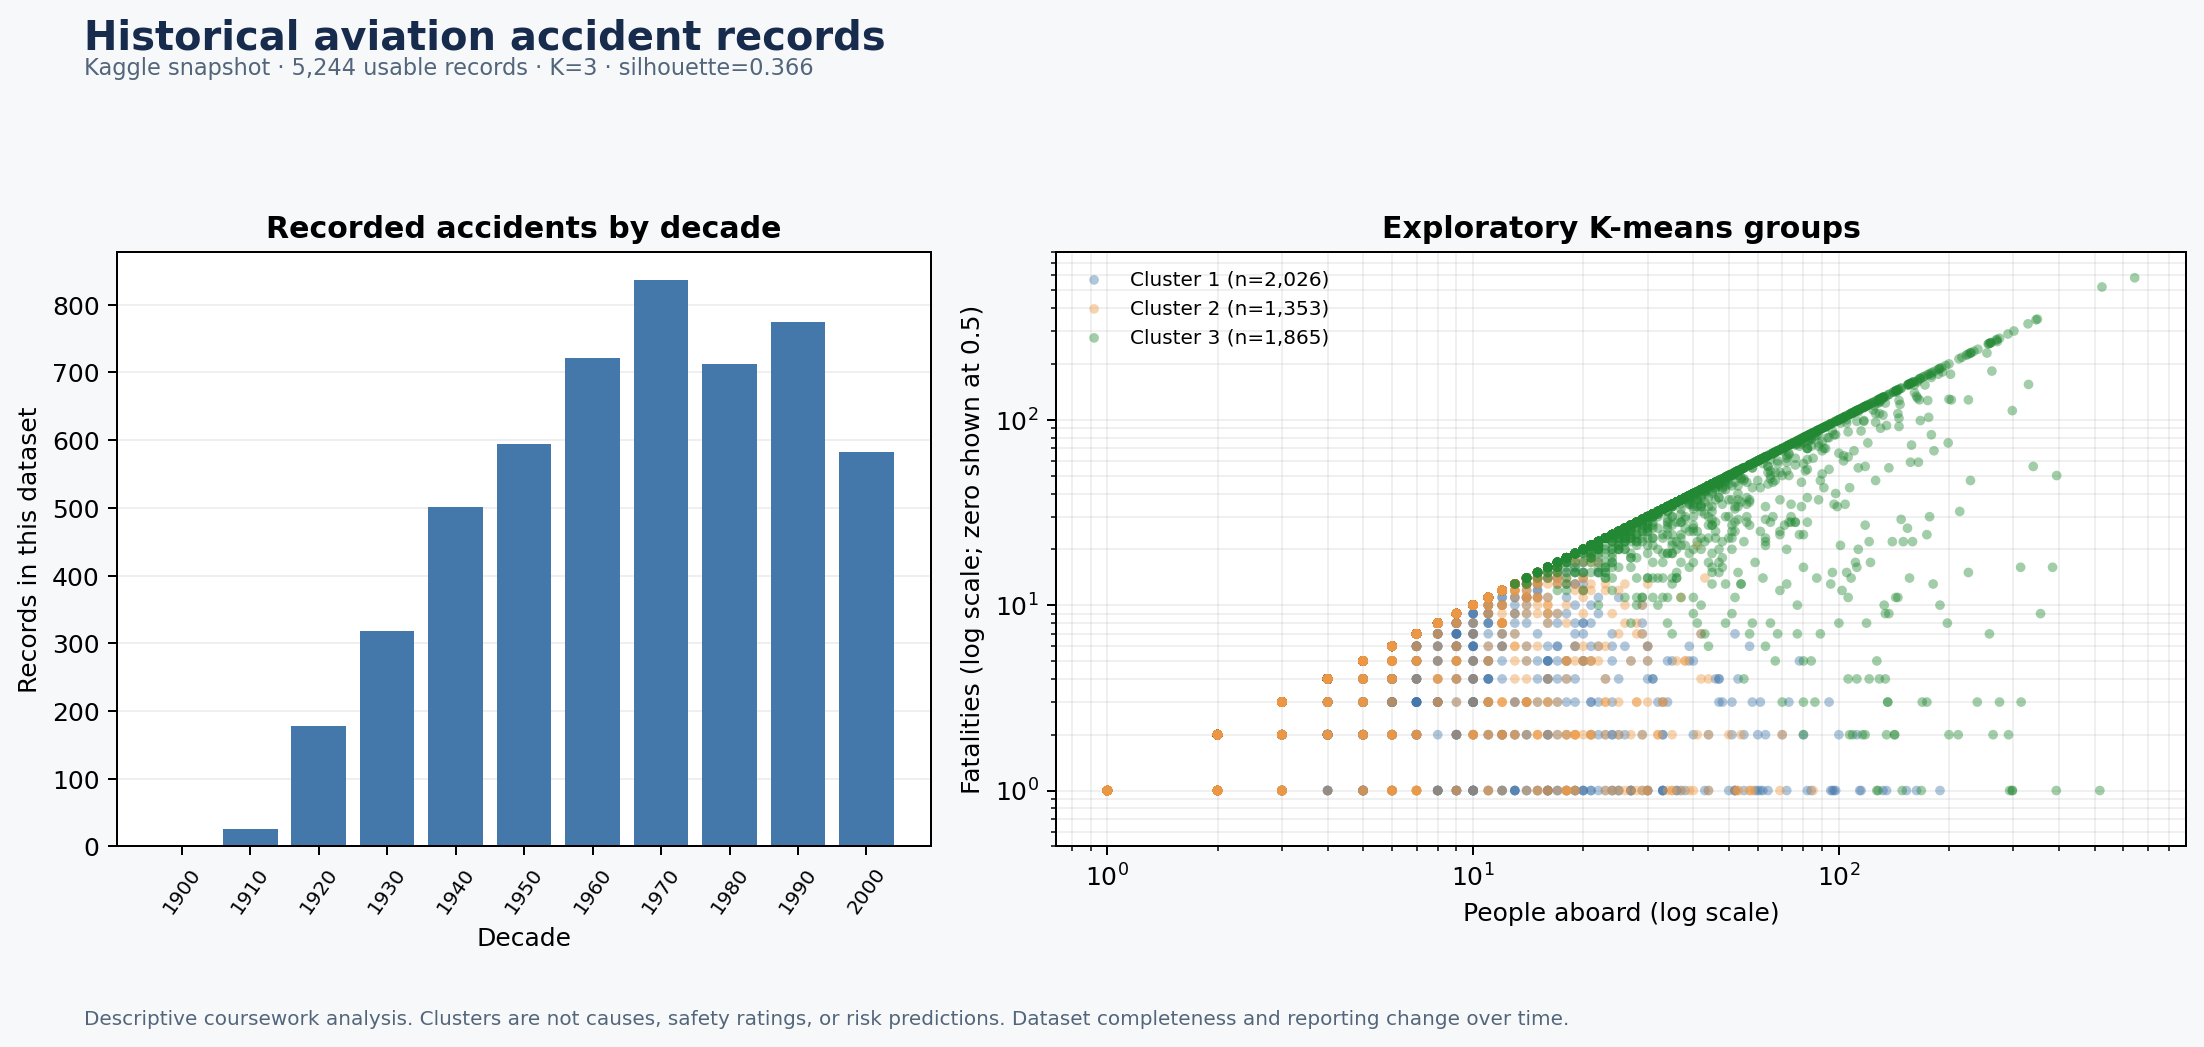 Historical aviation accident records
Kaggle snapshot · 5,244 usable records · K=3 · silhouette=0.366
Recorded accidents by decade
Records in this dataset
800
700
600
500
400
300
200
100
0
1900
1910
1920
1930
1940
1950
1960
1970
1980
1990
2000
Decade
Exploratory K-means groups
Cluster 1 (n=2,026)
Cluster 2 (n=1,353)
Cluster 3 (n=1,865)
Fatalities (log scale; zero shown at 0.5)
10²
10¹
10⁰
10⁰
10¹
10²
People aboard (log scale)
Descriptive coursework analysis. Clusters are not causes, safety ratings, or risk predictions. Dataset completeness and reporting change over time.